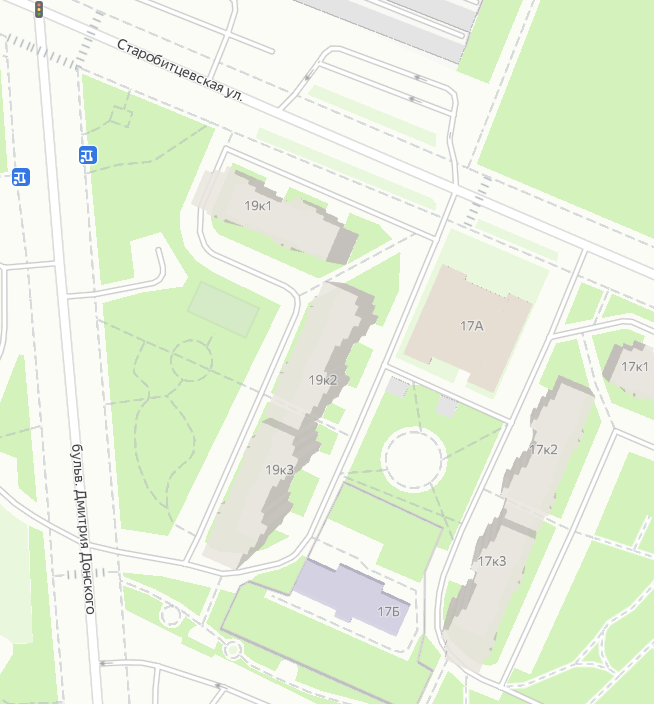 Старобитцевская ул.
19к1
17А
17к1
19к2
17к2
19к3
бульв. Дмитрия Донского
17к3
17Б